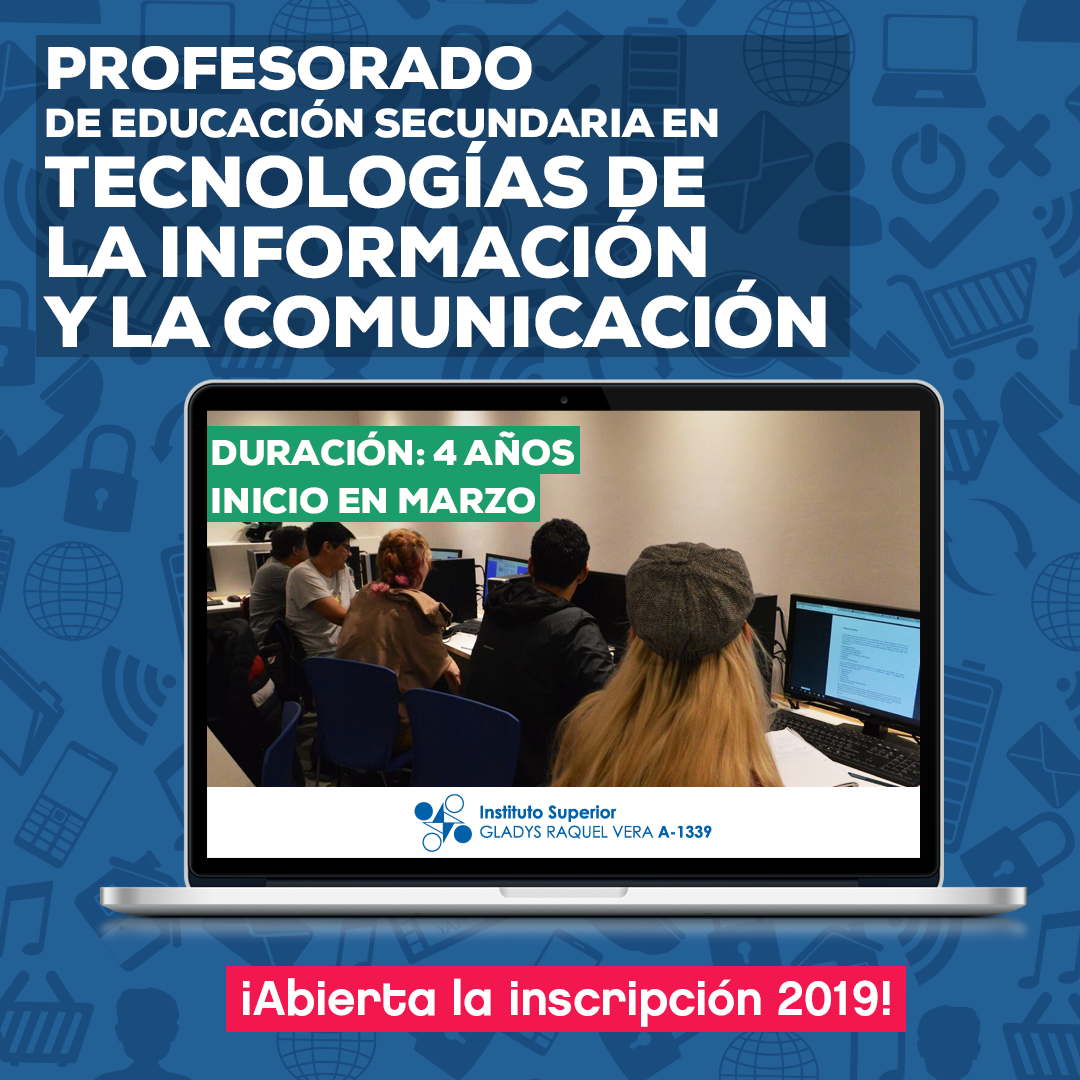 PROFESORADO
DE EDUCACIÓN SECUNDARIA EN
TECNOLOGÍAS DE
LA INFORMACIÓN
Y LA COMUNICACIÓN
DURACIÓN: 4 AÑOS
INICIO EN MARZO
Instituto Superior
GLADYS RAQUEL VERA A-1339
¡Abierta la inscripción 2019!